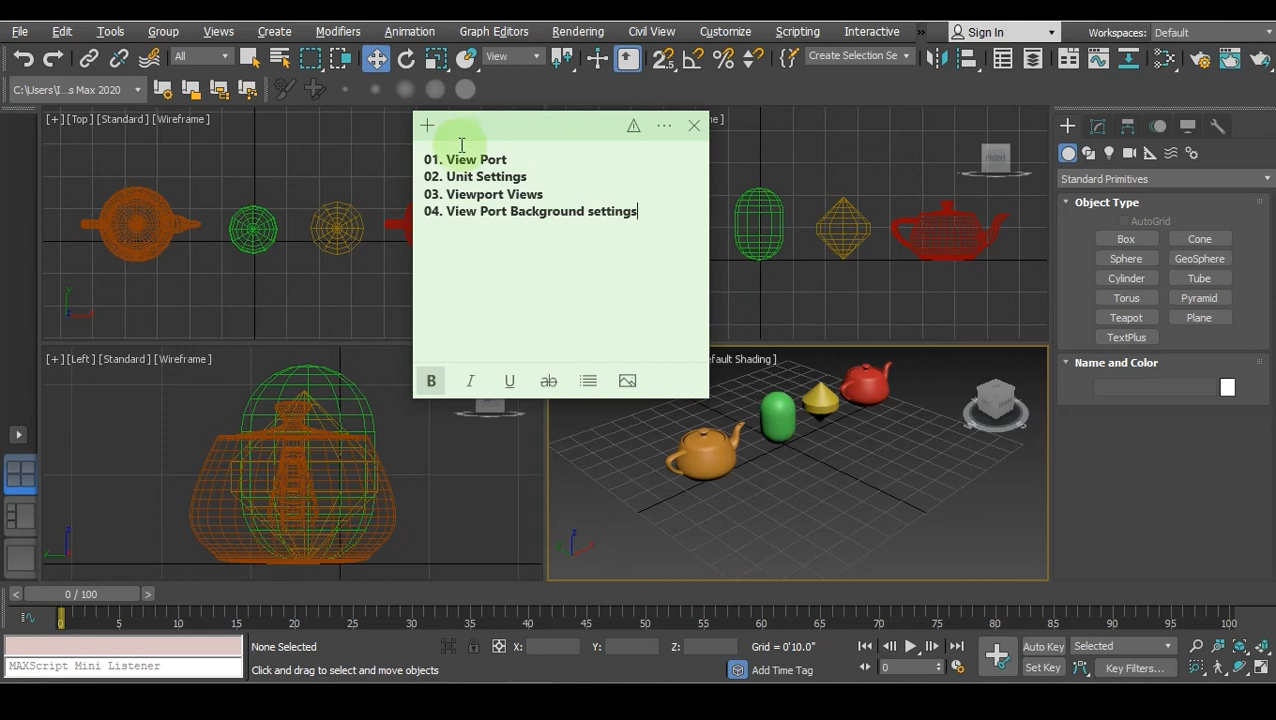 File Edit Tools Group Views Create Modifiers Animation Graph Editors Rendering Civil View Customize Scripting Interactive » Sign In Workspaces: Default
All View Create Selection Se
C:\Users\I...s Max 2020
[+] [Top] [Standard] [Wireframe]
FRONT
01. View Port
02. Unit Settings
03. Viewport Views
04. View Port Background settings
B I U ab
[+] [Left] [Standard] [Wireframe]
efault Shading]
Standard Primitives
Object Type
AutoGrid
Box Cone
Sphere GeoSphere
Cylinder Tube
Torus Pyramid
Teapot Plane
TextPlus
Name and Color
< 0 / 100 >
0 5 10 15 20 25 30 35 40 45 50 55 60 65 70 75 80 85 90 95 100
None Selected X: Y: Z: Grid = 0'10.0" Auto Key Selected
MAXScript Mini Listener Click and drag to select and move objects Add Time Tag 0 Set Key Key Filters...